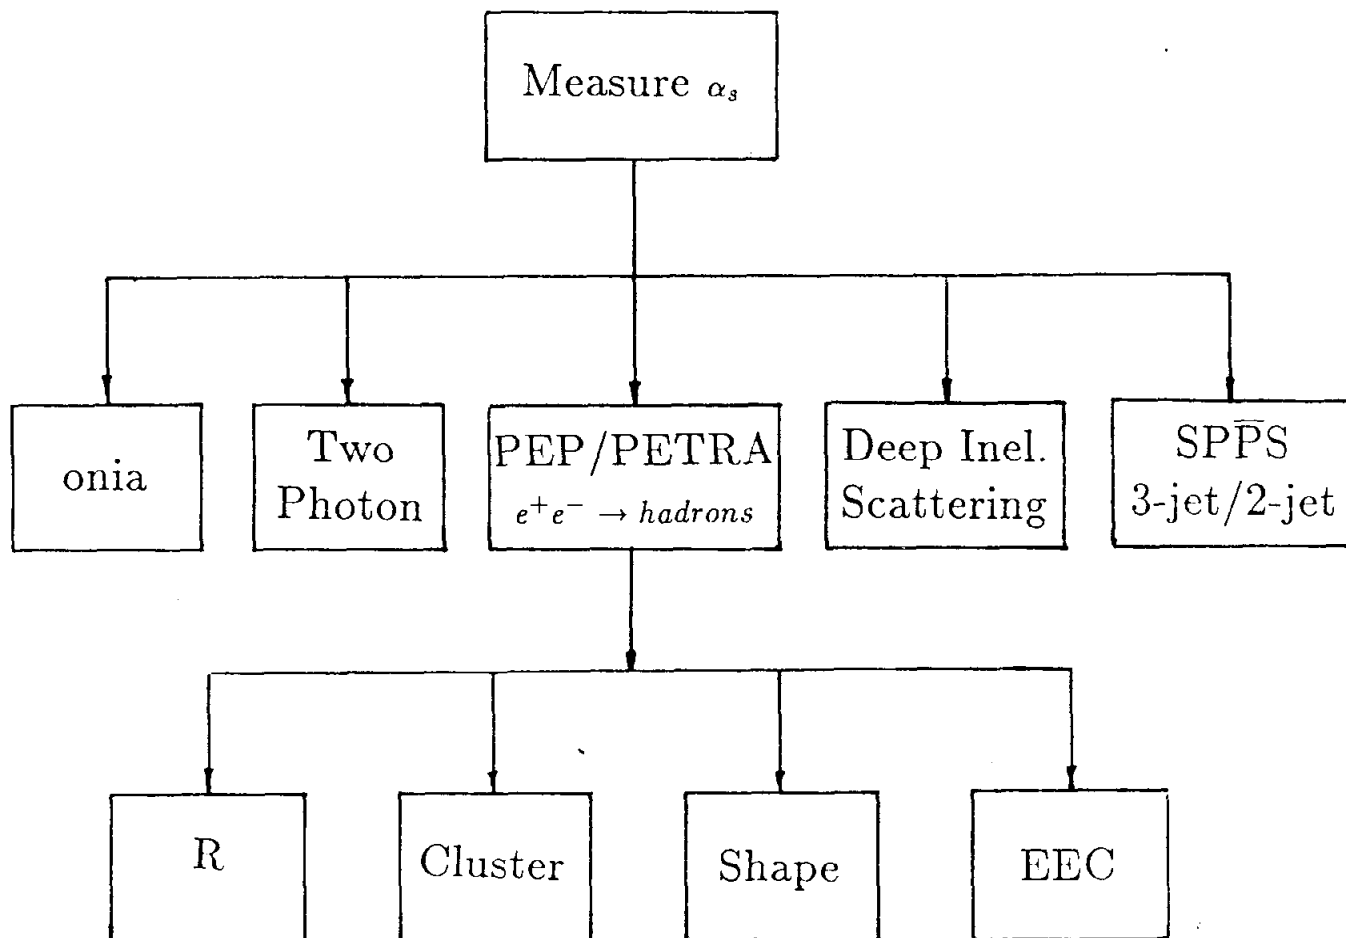 Measure αₛ
onia
Two
Photon
PEP/PETRA
e⁺e⁻ → hadrons
Deep Inel.
Scattering
SPP̅S
3-jet/2-jet
R
Cluster
Shape
EEC